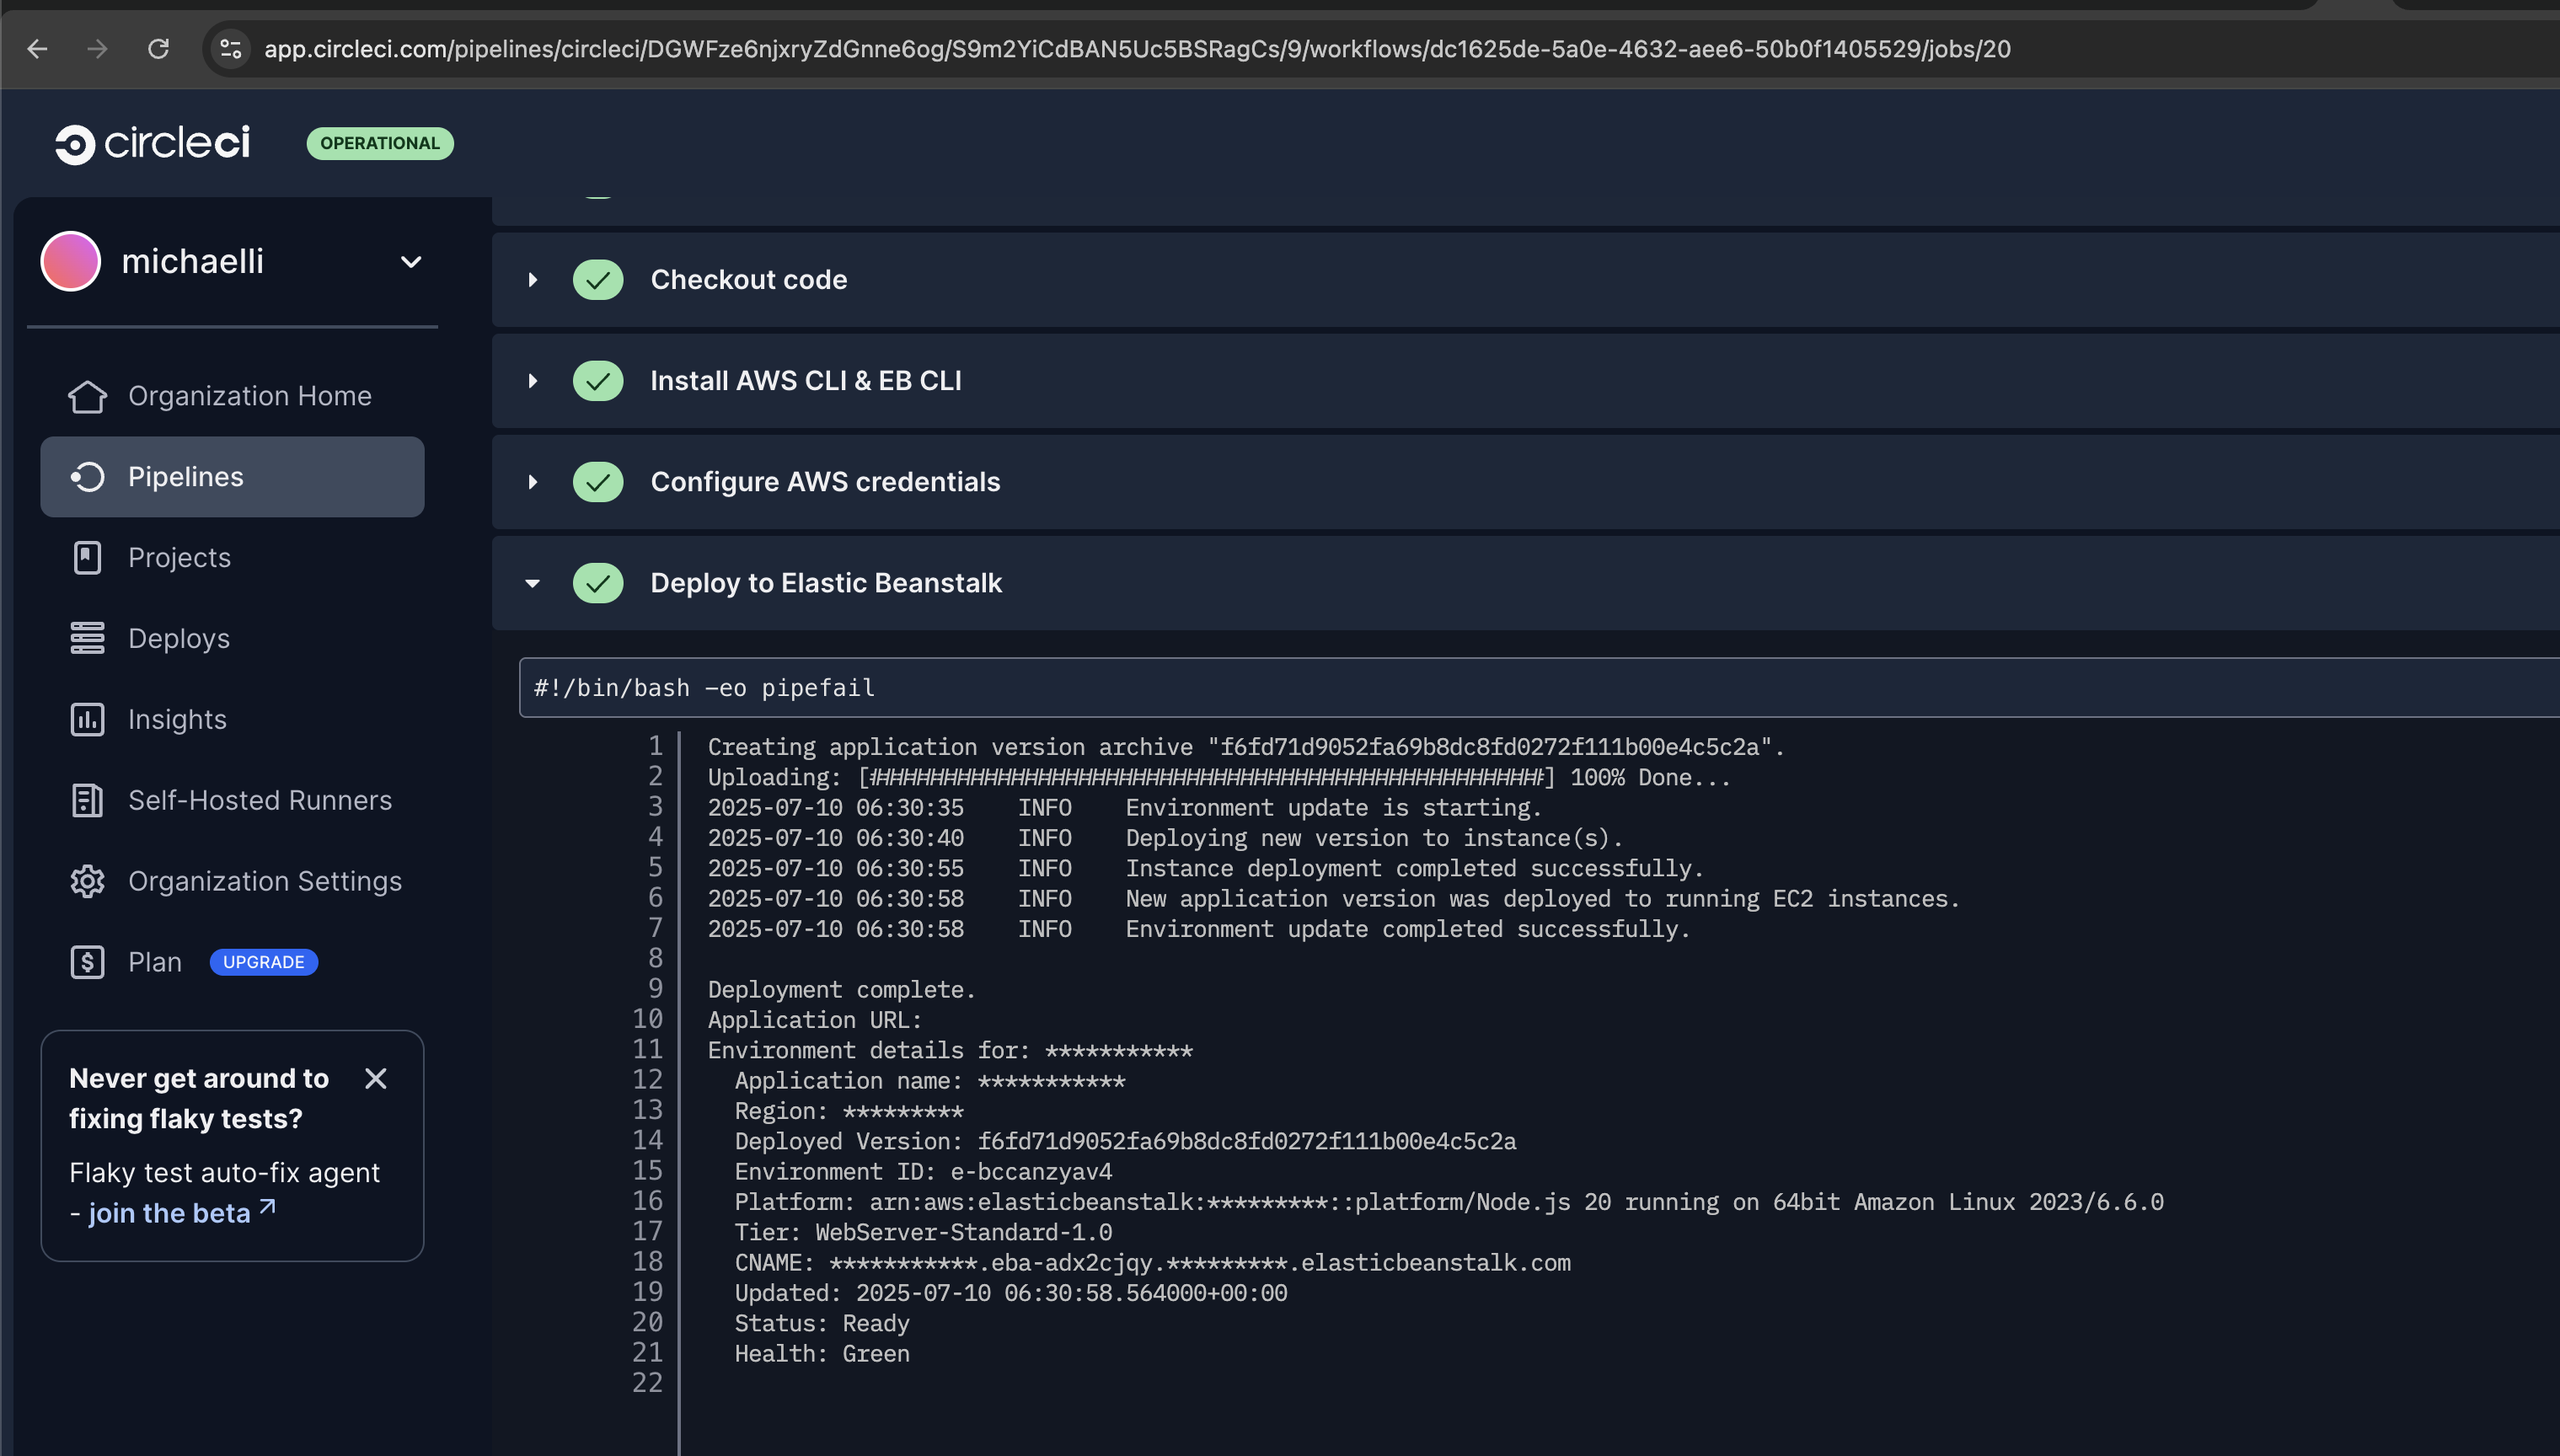 app.circleci.com/pipelines/circleci/DGWFze6njxryZdGnne6og/S9m2YiCdBAN5Uc5BSRagCs/9/workflows/dc1625de-5a0e-4632-aee6-50b0f1405529/jobs/20
circleci
OPERATIONAL
michaelli
Organization Home
Pipelines
Projects
Deploys
Insights
Self-Hosted Runners
Organization Settings
Plan UPGRADE
Never get around to
fixing flaky tests?
Flaky test auto-fix agent
- join the beta
Checkout code
Install AWS CLI & EB CLI
Configure AWS credentials
Deploy to Elastic Beanstalk
#!/bin/bash -eo pipefail
1 Creating application version archive "f6fd71d9052fa69b8dc8fd0272f111b00e4c5c2a".
2 Uploading: [##################################################] 100% Done...
3 2025-07-10 06:30:35 INFO Environment update is starting.
4 2025-07-10 06:30:40 INFO Deploying new version to instance(s).
5 2025-07-10 06:30:55 INFO Instance deployment completed successfully.
6 2025-07-10 06:30:58 INFO New application version was deployed to running EC2 instances.
7 2025-07-10 06:30:58 INFO Environment update completed successfully.
8
9 Deployment complete.
10 Application URL:
11 Environment details for: ***********
12 Application name: ***********
13 Region: *********
14 Deployed Version: f6fd71d9052fa69b8dc8fd0272f111b00e4c5c2a
15 Environment ID: e-bccanzyav4
16 Platform: arn:aws:elasticbeanstalk:*********::platform/Node.js 20 running on 64bit Amazon Linux 2023/6.6.0
17 Tier: WebServer-Standard-1.0
18 CNAME: ***********.eba-adx2cjqy.*********.elasticbeanstalk.com
19 Updated: 2025-07-10 06:30:58.564000+00:00
20 Status: Ready
21 Health: Green
22